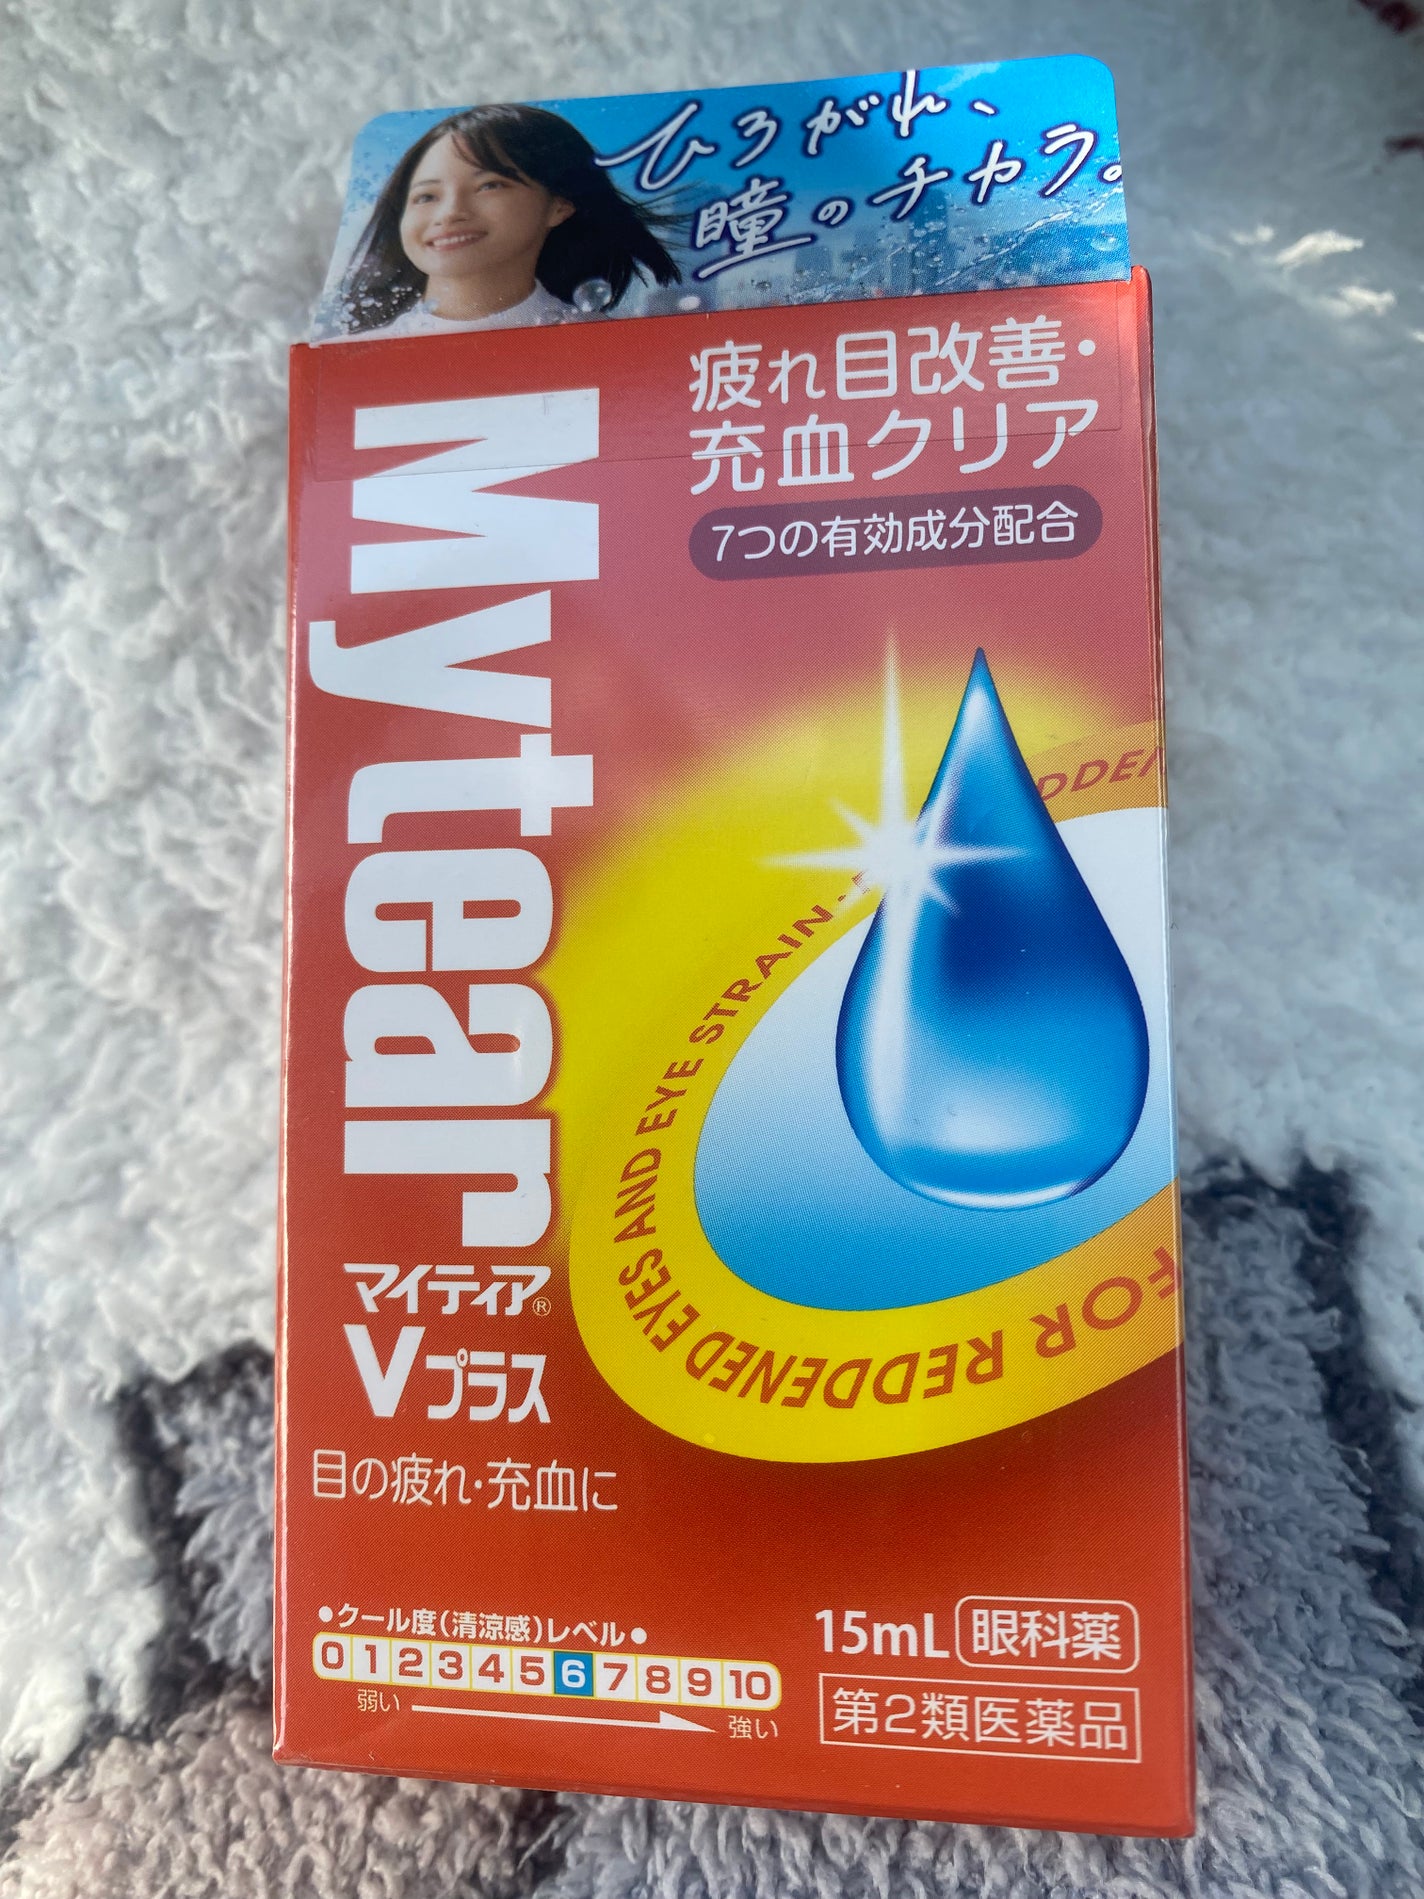 ひろがれ、
瞳のチカラ。
疲れ目改善・
充血クリア
7つの有効成分配合
Mytear
マイティア®
Vプラス
目の疲れ・充血に
FOR REDDENED EYES AND EYE STRAIN・
●クール度(清涼感)レベル●
0 1 2 3 4 5 6 7 8 9 10
弱い 強い
15mL 眼科薬
第2類医薬品